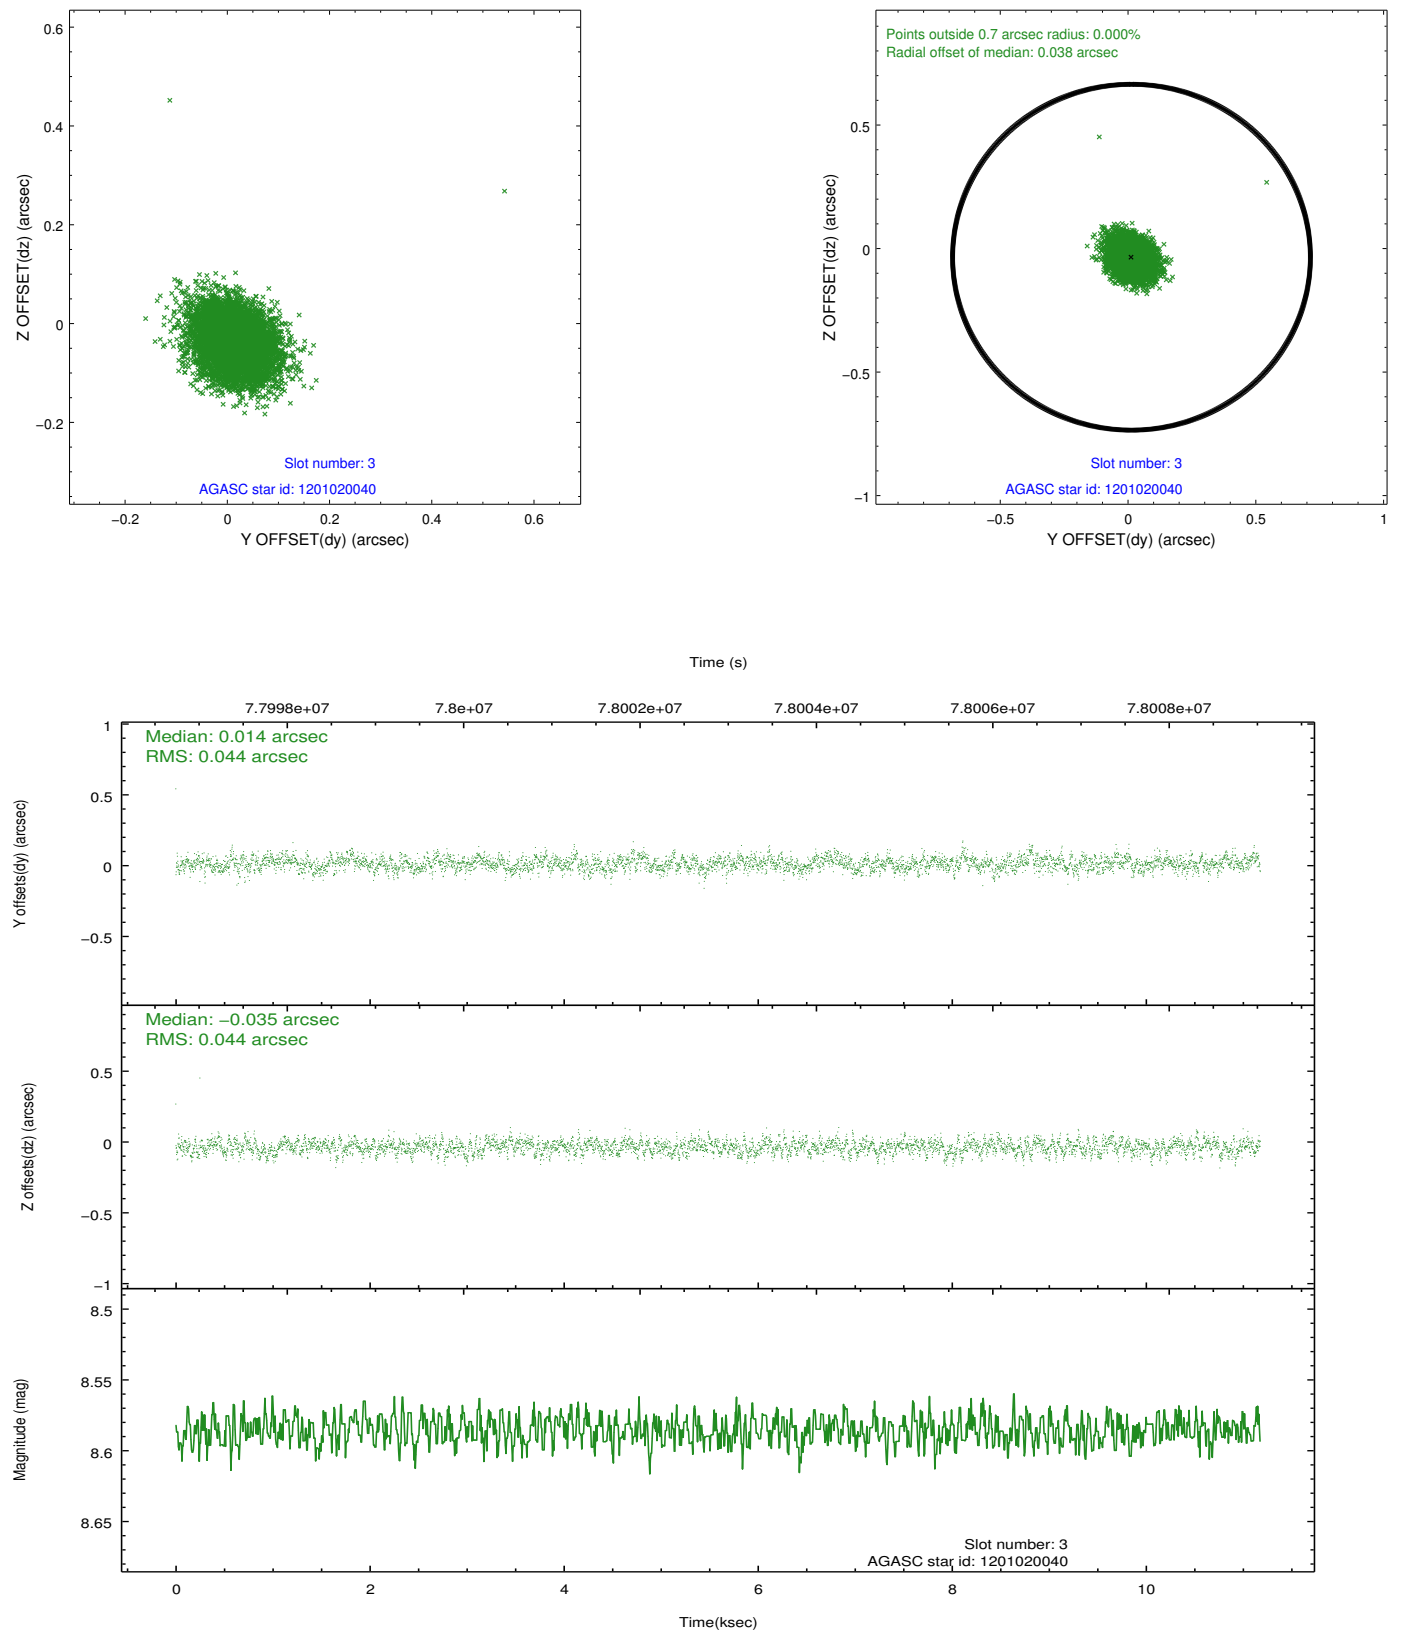 0.6
0.4
0.2
0
−0.2
−0.2
0
0.2
0.4
0.6
Z OFFSET(dz) (arcsec)
Y OFFSET(dy) (arcsec)
Slot number: 3
AGASC star id: 1201020040
Points outside 0.7 arcsec radius: 0.000%
Radial offset of median: 0.038 arcsec
0.5
0
−0.5
−1
−0.5
0
0.5
1
Z OFFSET(dz) (arcsec)
Y OFFSET(dy) (arcsec)
Slot number: 3
AGASC star id: 1201020040
Time (s)
7.7998e+07
7.8e+07
7.8002e+07
7.8004e+07
7.8006e+07
7.8008e+07
Median: 0.014 arcsec
RMS: 0.044 arcsec
1
0.5
0
−0.5
Y offsets(dy) (arcsec)
Median: −0.035 arcsec
RMS: 0.044 arcsec
0.5
0
−0.5
−1
Z offsets(dz) (arcsec)
8.5
8.55
8.6
8.65
Magnitude (mag)
Slot number: 3
AGASC star id: 1201020040
0
2
4
6
8
10
Time(ksec)